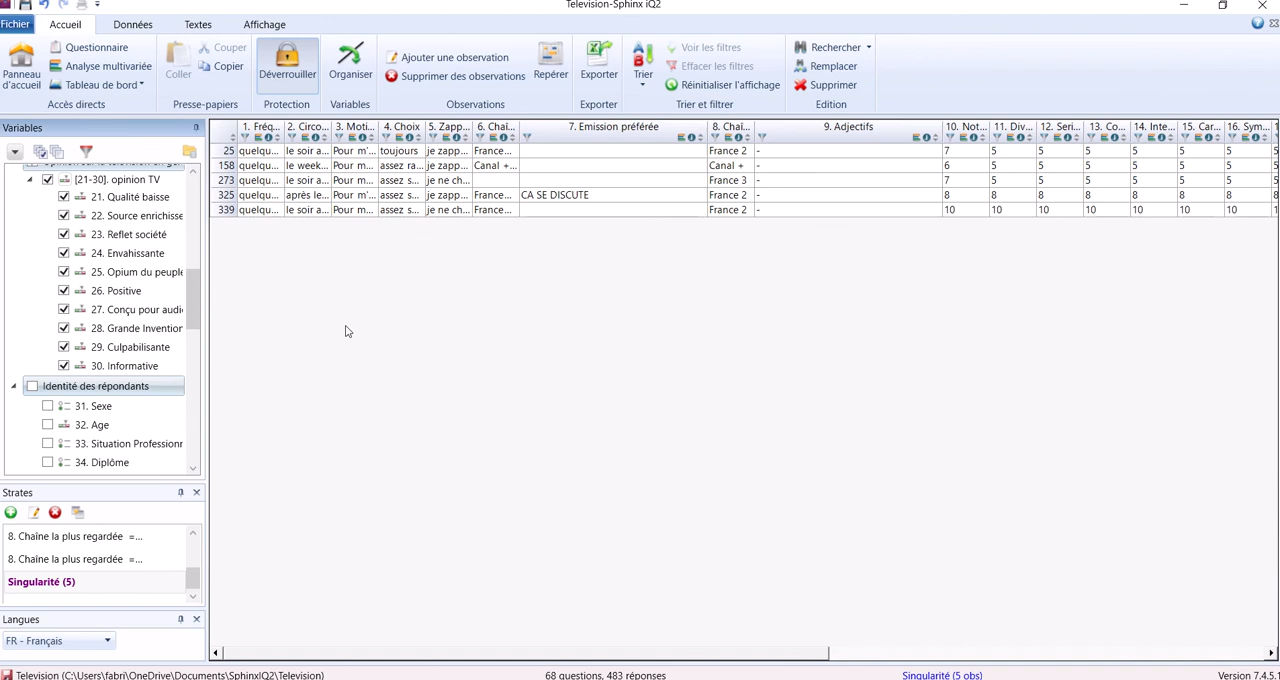 Television-Sphinx iQ2
Fichier Accueil Données Textes Affichage
Panneau d'accueil
Questionnaire
Analyse multivariée
Tableau de bord
Accès directs
Coller
Couper
Copier
Presse-papiers
Déverrouiller
Protection
Organiser
Variables
Ajouter une observation
Supprimer des observations
Repérer
Observations
Exporter
Exporter
Trier
Voir les filtres
Effacer les filtres
Réinitialiser l'affichage
Trier et filtrer
Rechercher
Remplacer
Supprimer
Edition
Variables
[21-30]. opinion TV
21. Qualité baisse
22. Source enrichisse
23. Reflet société
24. Envahissante
25. Opium du peuple
26. Positive
27. Conçu pour audi
28. Grande Invention
29. Culpabilisante
30. Informative
Identité des répondants
31. Sexe
32. Age
33. Situation Professionr
34. Diplôme
Strates
8. Chaîne la plus regardée =...
8. Chaîne la plus regardée =...
Singularité (5)
Langues
FR - Français
1. Fréq... 2. Circo... 3. Moti... 4. Choix 5. Zapp... 6. Chaî... 7. Emission préférée 8. Chaî... 9. Adjectifs 10. Not... 11. Div... 12. Seri... 13. Co... 14. Inte... 15. Car... 16. Sym...
25 quelqu... le soir a... Pour m'... toujours je zapp... France... France 2 - 7 5 5 5 5 5 5 5
158 quelqu... le week... Pour m... assez ra... je zapp... Canal +... Canal + - 6 5 5 5 5 5 5 5
273 quelqu... le soir a... Pour m... assez s... je ne ch... France 3 - 7 5 5 5 5 5 5 5
325 quelqu... après le... Pour m... assez s... je zapp... France... CA SE DISCUTE France 2 - 8 8 8 8 8 8 8 8
339 quelqu... le soir a... Pour m... assez s... je ne ch... France... France 2 - 10 10 10 10 10 10 10 1
Television (C:\Users\fabri\OneDrive\Documents\SphinxIQ2\Television) 68 questions, 483 réponses Singularité (5 obs) Version 7.4.5.1